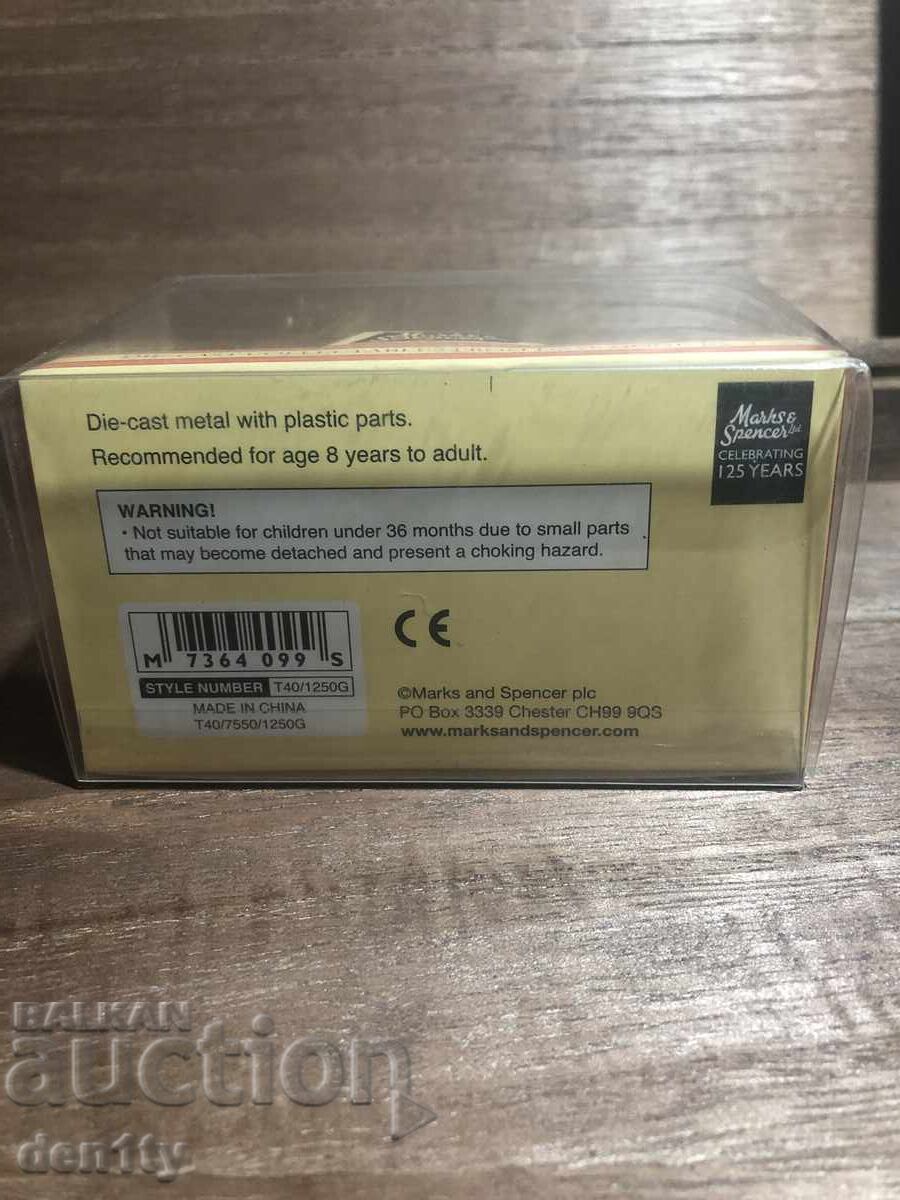 Die-cast metal with plastic parts.
Recommended for age 8 years to adult.
Marks &
Spencer Ltd
CELEBRATING
125 YEARS
WARNING!
• Not suitable for children under 36 months due to small parts
that may become detached and present a choking hazard.
M 7364 099 S
STYLE NUMBER T40/1250G
MADE IN CHINA
T40/7550/1250G
CE
©Marks and Spencer plc
PO Box 3339 Chester CH99 9QS
www.marksandspencer.com
BALKAN
auction
den1ty